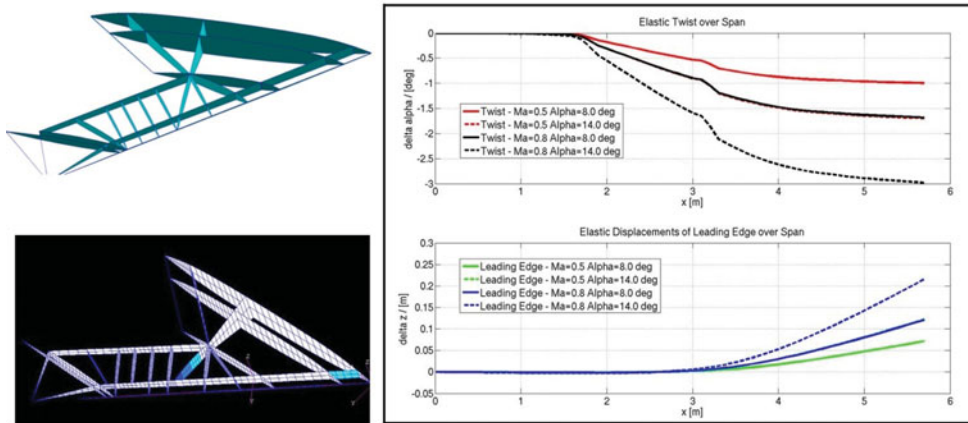 Elastic Twist over Span
delta alpha / [deg]
0
-0.5
-1
-1.5
-2
-2.5
-3
Twist - Ma=0.5 Alpha=8.0 deg
Twist - Ma=0.5 Alpha=14.0 deg
Twist - Ma=0.8 Alpha=8.0 deg
Twist - Ma=0.8 Alpha=14.0 deg
0 1 2 3 4 5 6
x [m]
Elastic Displacements of Leading Edge over Span
delta z / [m]
0.3
0.25
0.2
0.15
0.1
0.05
0
-0.05
Leading Edge - Ma=0.5 Alpha=8.0 deg
Leading Edge - Ma=0.5 Alpha=14.0 deg
Leading Edge - Ma=0.8 Alpha=8.0 deg
Leading Edge - Ma=0.8 Alpha=14.0 deg
0 1 2 3 4 5 6
x [m]